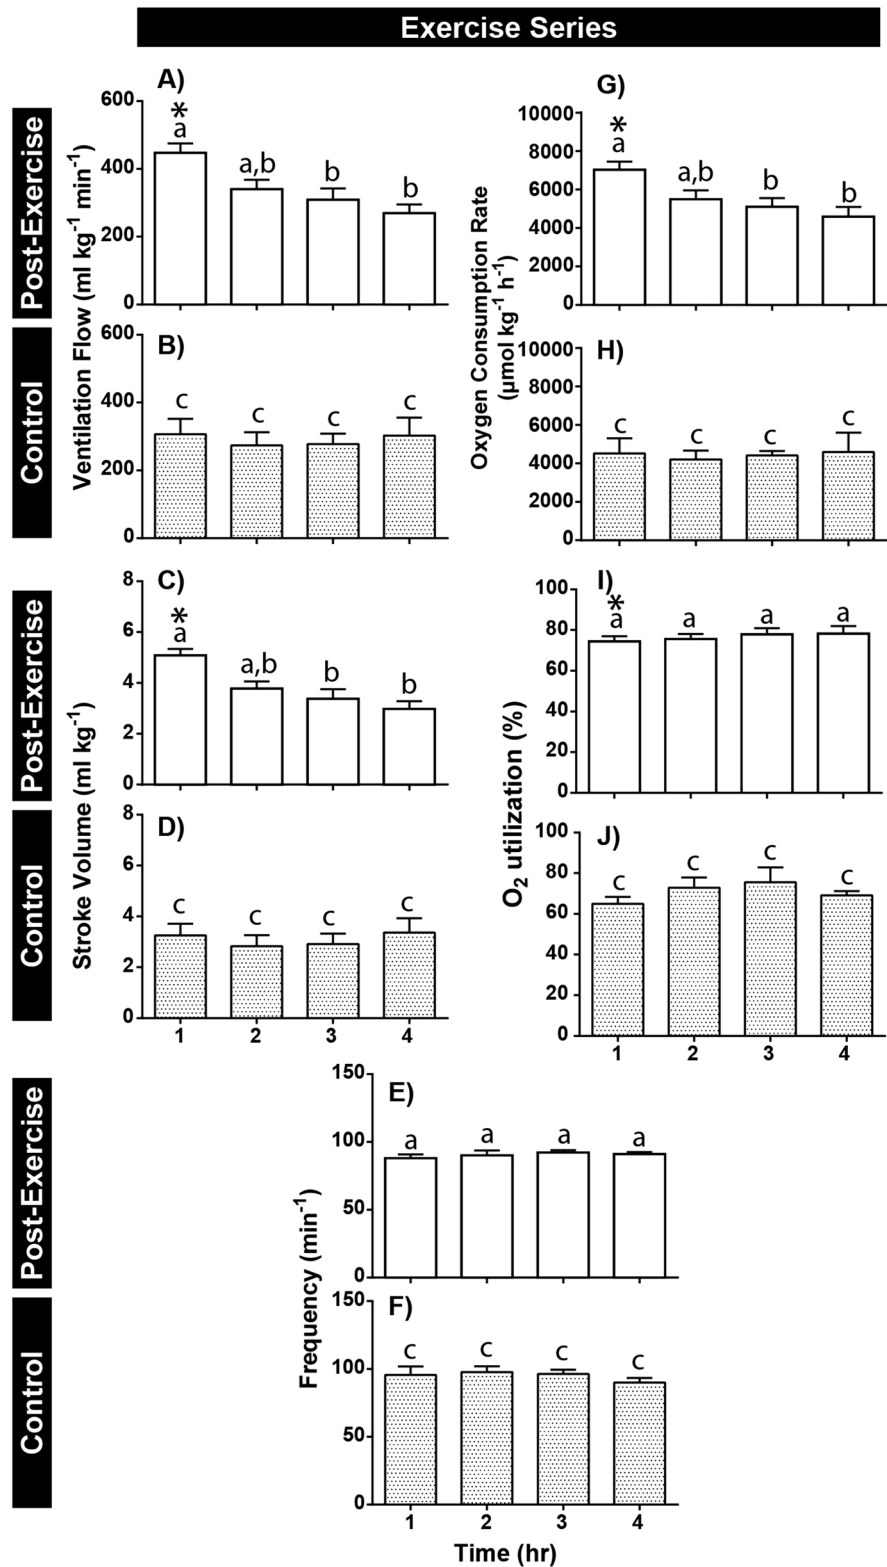 Exercise Series
Post-Exercise
Control
Ventilation Flow (ml kg⁻¹ min⁻¹)
A)
600
400
200
0
*
a
a,b
b
b
B)
600
400
200
0
c
c
c
c
Oxygen Consumption Rate
(µmol kg⁻¹ h⁻¹)
G)
10000
8000
6000
4000
2000
0
*
a
a,b
b
b
H)
10000
8000
6000
4000
2000
0
c
c
c
c
Post-Exercise
Control
Stroke Volume (ml kg⁻¹)
C)
8
6
4
2
0
*
a
a,b
b
b
D)
8
6
4
2
0
c
c
c
c
1 2 3 4
O₂ utilization (%)
I)
100
80
60
40
20
0
*
a
a
a
a
J)
100
80
60
40
20
0
c
c
c
c
1 2 3 4
Post-Exercise
Control
Frequency (min⁻¹)
E)
150
100
50
0
a
a
a
a
F)
150
100
50
0
c
c
c
c
1 2 3 4
Time (hr)